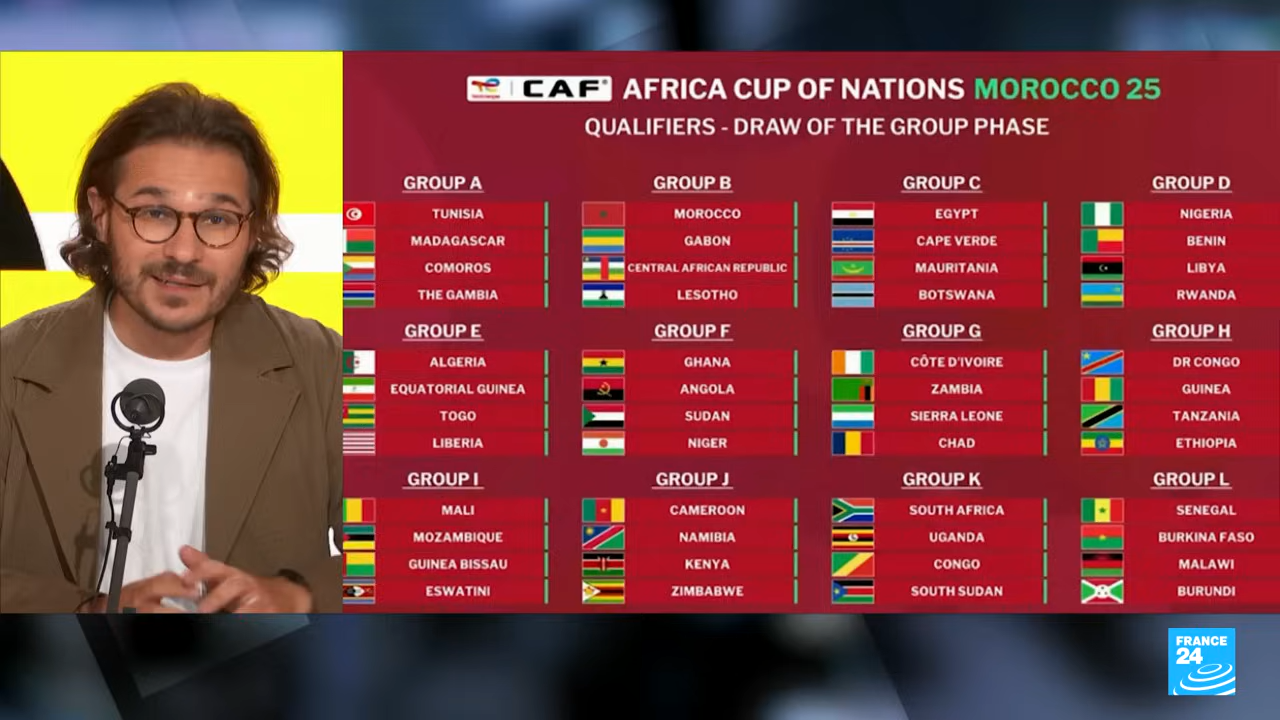 CAF
AFRICA CUP OF NATIONS MOROCCO 25
QUALIFIERS - DRAW OF THE GROUP PHASE
GROUP A
TUNISIA
MADAGASCAR
COMOROS
THE GAMBIA
GROUP B
MOROCCO
GABON
CENTRAL AFRICAN REPUBLIC
LESOTHO
GROUP C
EGYPT
CAPE VERDE
MAURITANIA
BOTSWANA
GROUP D
NIGERIA
BENIN
LIBYA
RWANDA
GROUP E
ALGERIA
EQUATORIAL GUINEA
TOGO
LIBERIA
GROUP F
GHANA
ANGOLA
SUDAN
NIGER
GROUP G
CÔTE D'IVOIRE
ZAMBIA
SIERRA LEONE
CHAD
GROUP H
DR CONGO
GUINEA
TANZANIA
ETHIOPIA
GROUP I
MALI
MOZAMBIQUE
GUINEA BISSAU
ESWATINI
GROUP J
CAMEROON
NAMIBIA
KENYA
ZIMBABWE
GROUP K
SOUTH AFRICA
UGANDA
CONGO
SOUTH SUDAN
GROUP L
SENEGAL
BURKINA FASO
MALAWI
BURUNDI
FRANCE
24